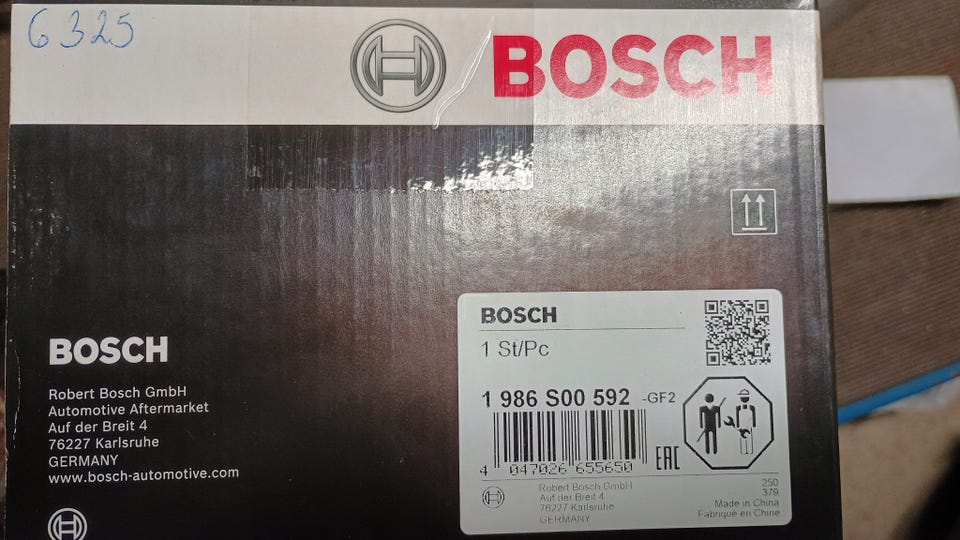 6325
BOSCH
BOSCH
Robert Bosch GmbH
Automotive Aftermarket
Auf der Breit 4
76227 Karlsruhe
GERMANY
www.bosch-automotive.com
BOSCH
1 St/Pc
1 986 S00 592 -GF2
4 047026 655650
EAC
Robert Bosch GmbH
Auf der Breit 4
76227 Karlsruhe
GERMANY
250
379
Made in China
Fabriqué en Chine